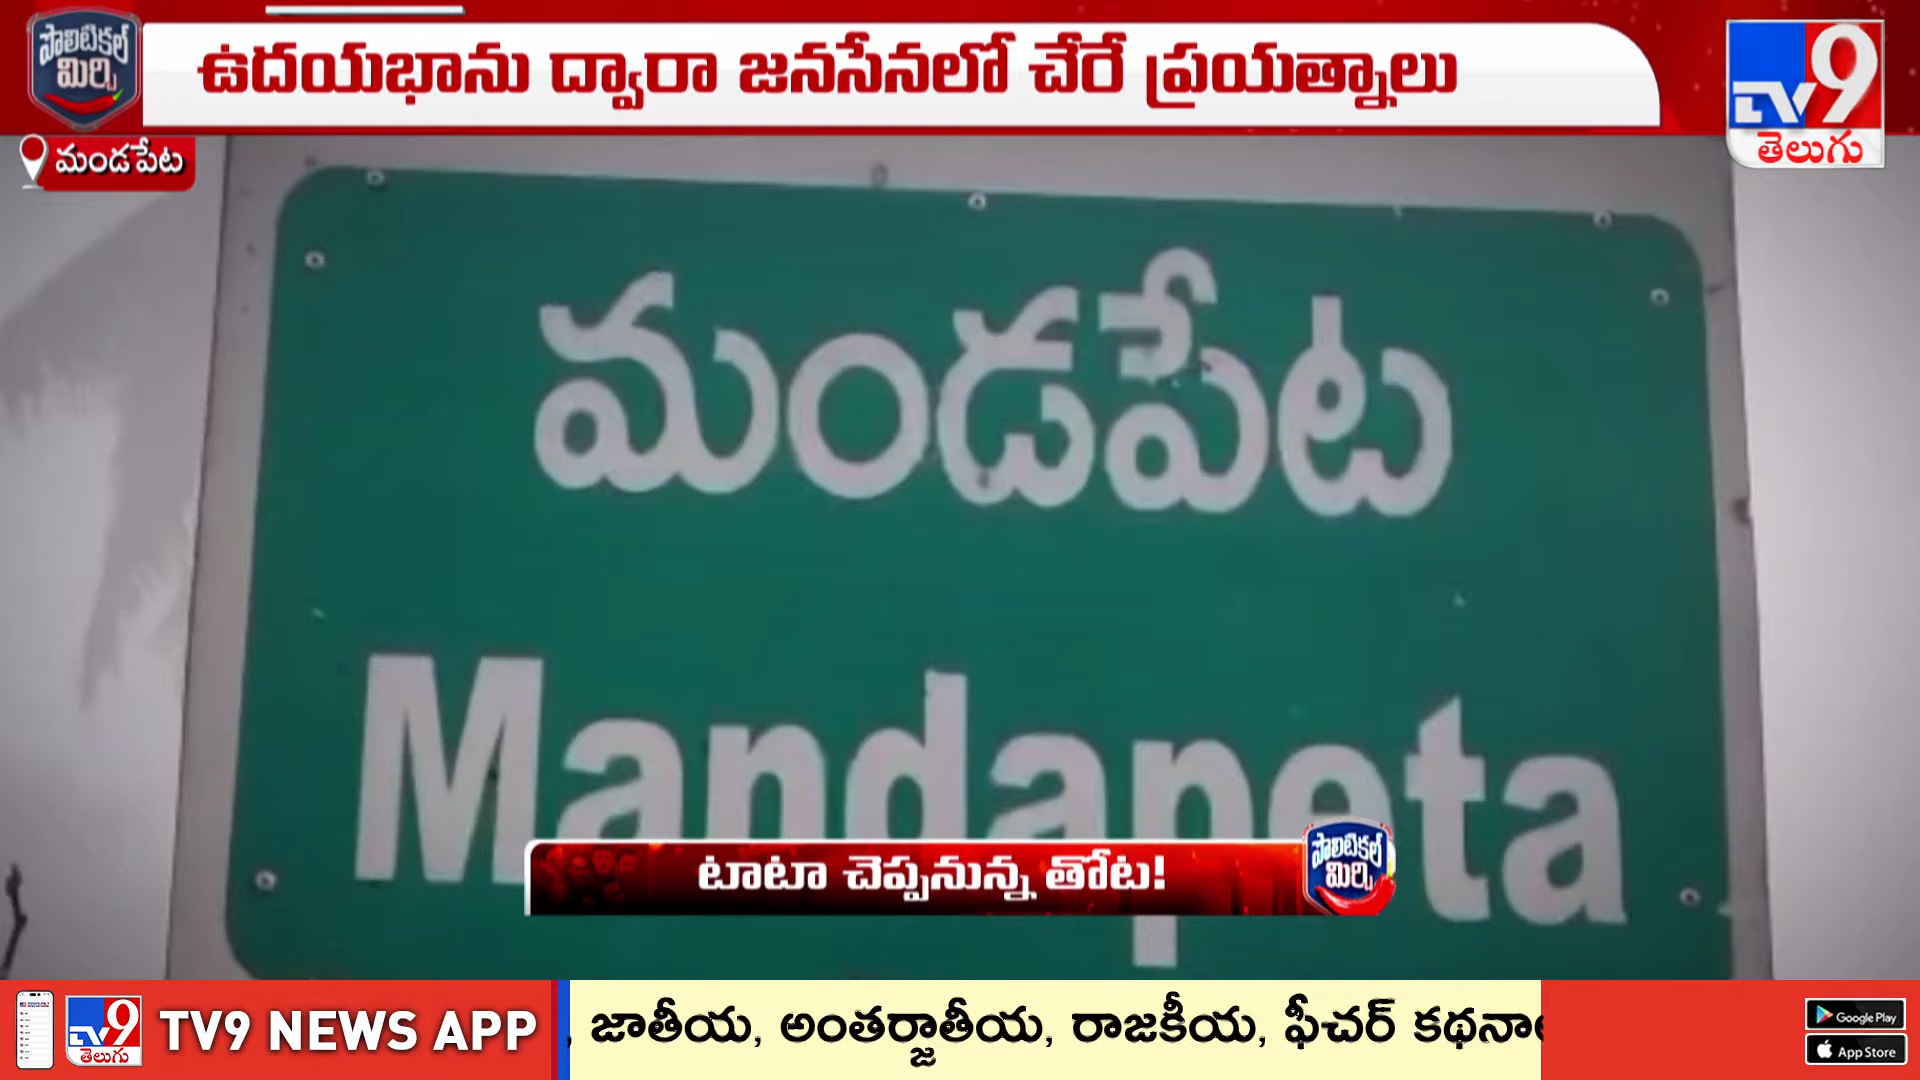 పొలిటికల్ మిర్చి
ఉదయభాను ద్వారా జనసేనలో చేరే ప్రయత్నాలు
TV9
తెలుగు
మండపేట
మండపేట
Mandapeta
టాటా చెప్పనున్న తోట!
పొలిటికల్ మిర్చి
TV9 తెలుగు
TV9 NEWS APP
, జాతీయ, అంతర్జాతీయ, రాజకీయ, ఫీచర్ కథనాల
Google Play
App Store